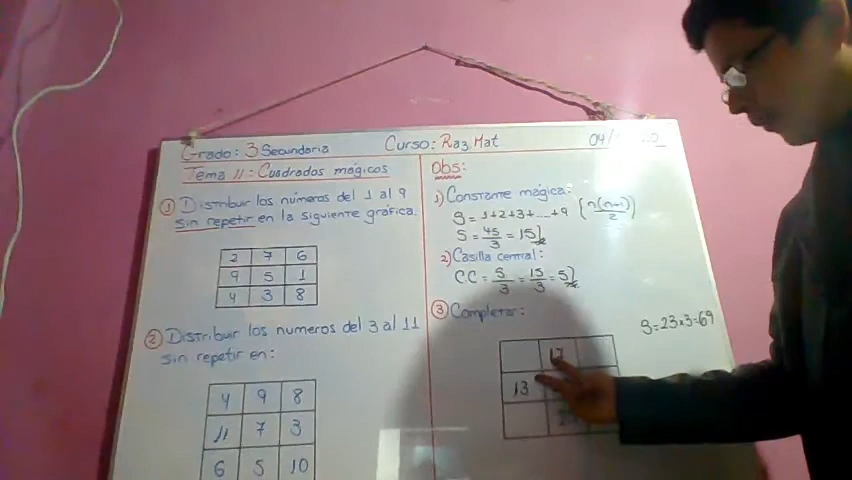 Grado: 3 Secundaria
Curso: Raz Mat
04/
Tema 11: Cuadrados mágicos
① Distribuir los números del 1 al 9
sin repetir en la siguiente gráfica.
2 7 6
9 5 1
4 3 8
② Distribuir los numeros del 3 al 11
sin repetir en:
4 9 8
11 7 3
6 5 10
Obs:
1) Constante mágica:
S = 1+2+3+....+9 [n(n+1)/2]
S = 45/3 = 15
2) Casilla central:
C.C = S/3 = 15/3 = 5
③ Completar:
S = 23x3 = 69
17
13